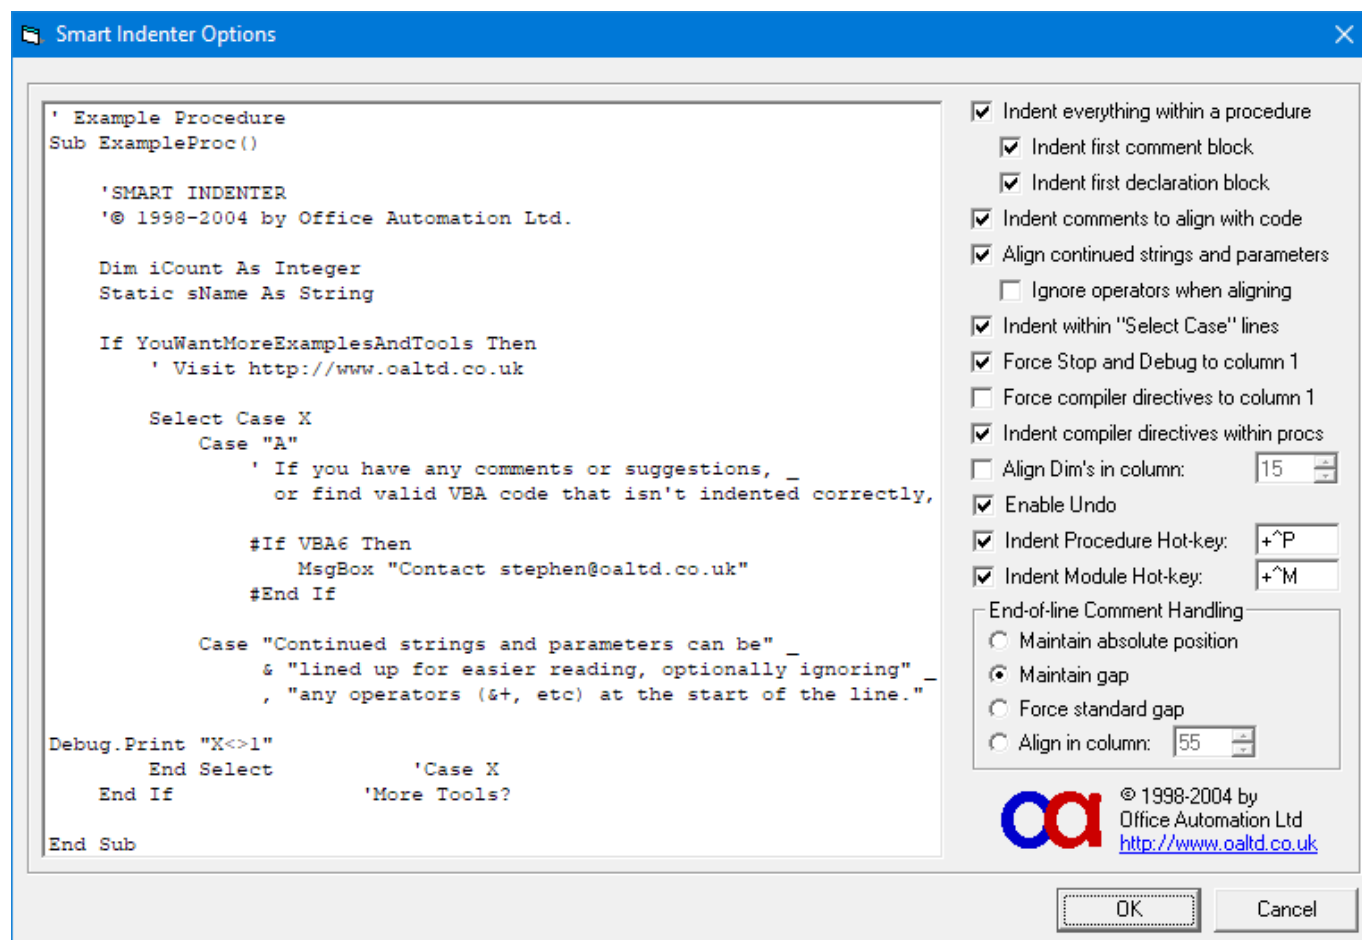 Smart Indenter Options
' Example Procedure
Sub ExampleProc()
'SMART INDENTER
'© 1998-2004 by Office Automation Ltd.
Dim iCount As Integer
Static sName As String
If YouWantMoreExamplesAndTools Then
' Visit http://www.oaltd.co.uk
Select Case X
Case "A"
' If you have any comments or suggestions, _
or find valid VBA code that isn't indented correctly,
#If VBA6 Then
MsgBox "Contact stephen@oaltd.co.uk"
#End If
Case "Continued strings and parameters can be" _
& "lined up for easier reading, optionally ignoring" _
, "any operators (&+, etc) at the start of the line."
Debug.Print "X<>1"
End Select 'Case X
End If 'More Tools?
End Sub
Indent everything within a procedure
Indent first comment block
Indent first declaration block
Indent comments to align with code
Align continued strings and parameters
Ignore operators when aligning
Indent within "Select Case" lines
Force Stop and Debug to column 1
Force compiler directives to column 1
Indent compiler directives within procs
Align Dim's in column: 15
Enable Undo
Indent Procedure Hot-key: +^P
Indent Module Hot-key: +^M
End-of-line Comment Handling
Maintain absolute position
Maintain gap
Force standard gap
Align in column: 55
oa
© 1998-2004 by
Office Automation Ltd
http://www.oaltd.co.uk
OK Cancel